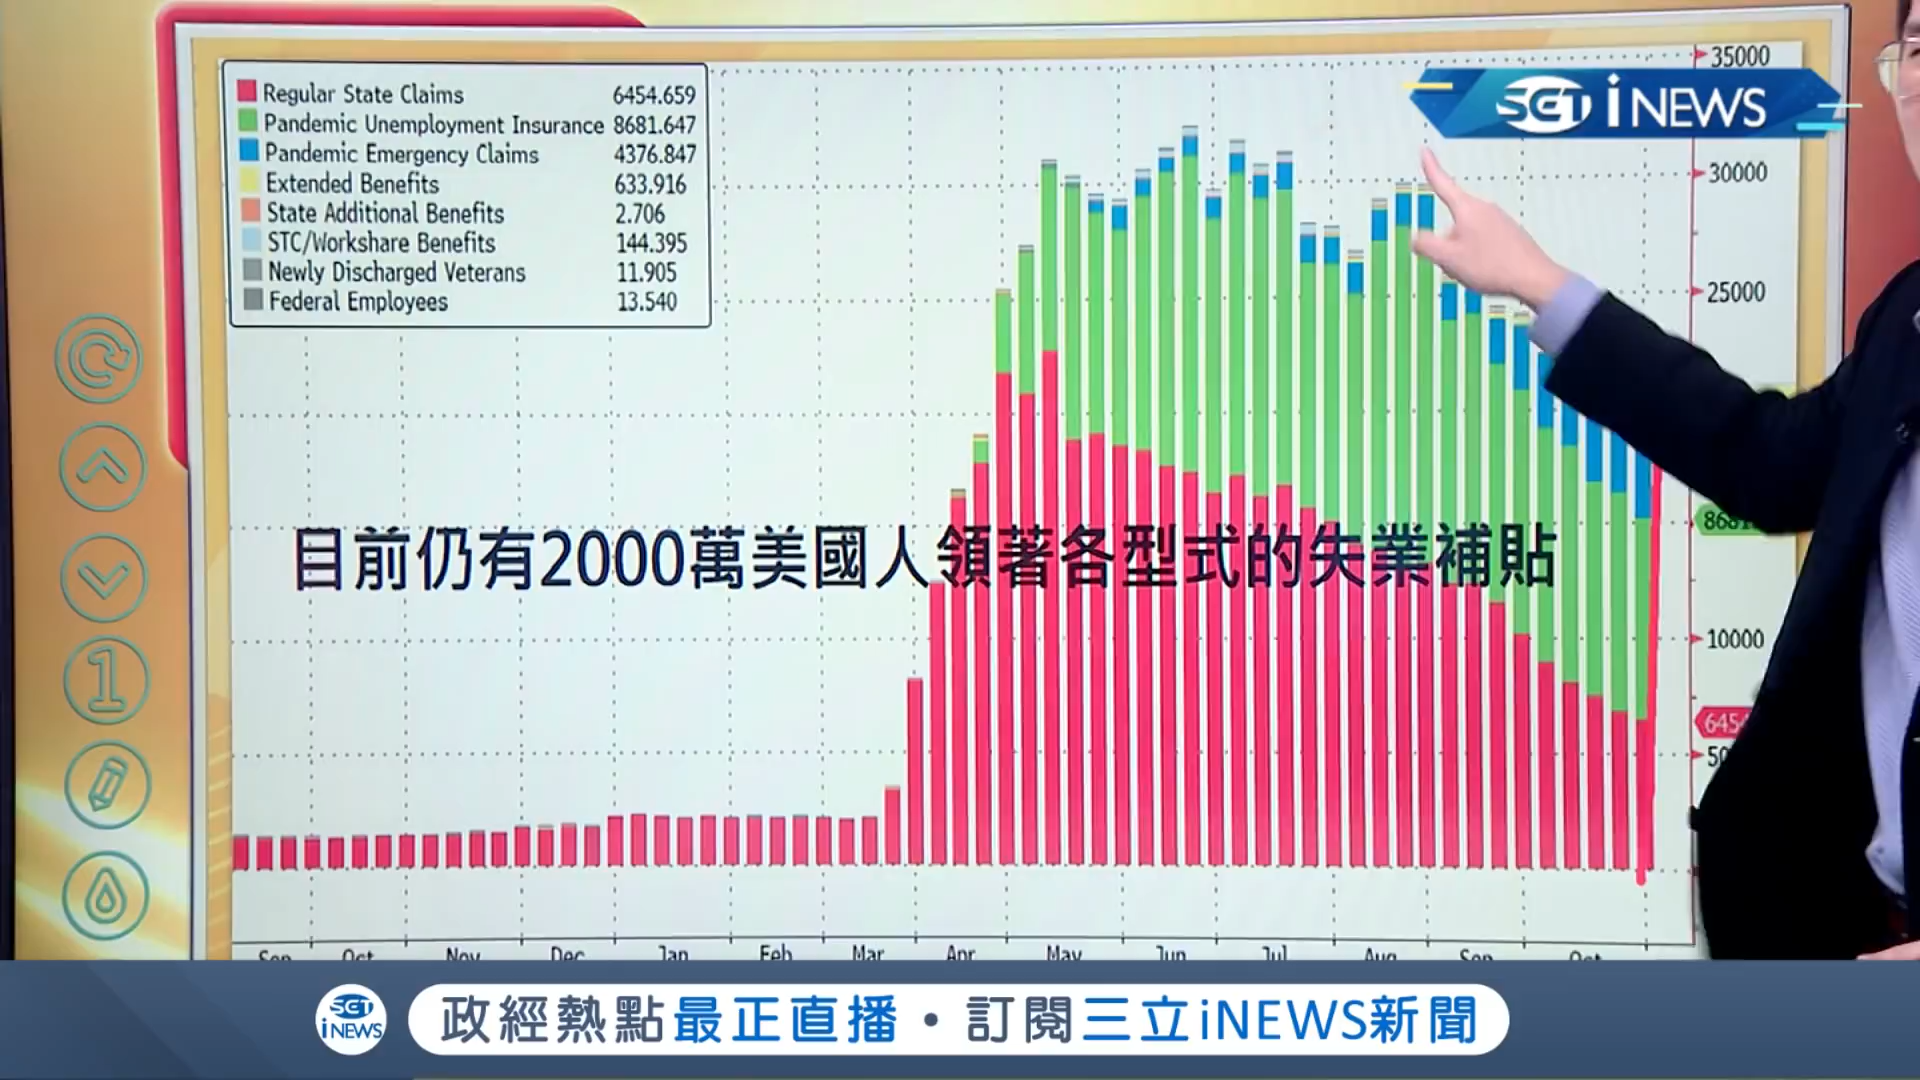 35000
SET iNEWS
Regular State Claims 6454.659
Pandemic Unemployment Insurance 8681.647
Pandemic Emergency Claims 4376.847
Extended Benefits 633.916
State Additional Benefits 2.706
STC/Workshare Benefits 144.395
Newly Discharged Veterans 11.905
Federal Employees 13.540
30000
25000
目前仍有2000萬美國人領著各型式的失業補貼
10000
Sep Oct Nov Dec Jan Feb Mar Apr May Jun Jul Aug Sep Oct
1
SET iNEWS
政經熱點最正直播・訂閱三立iNEWS新聞